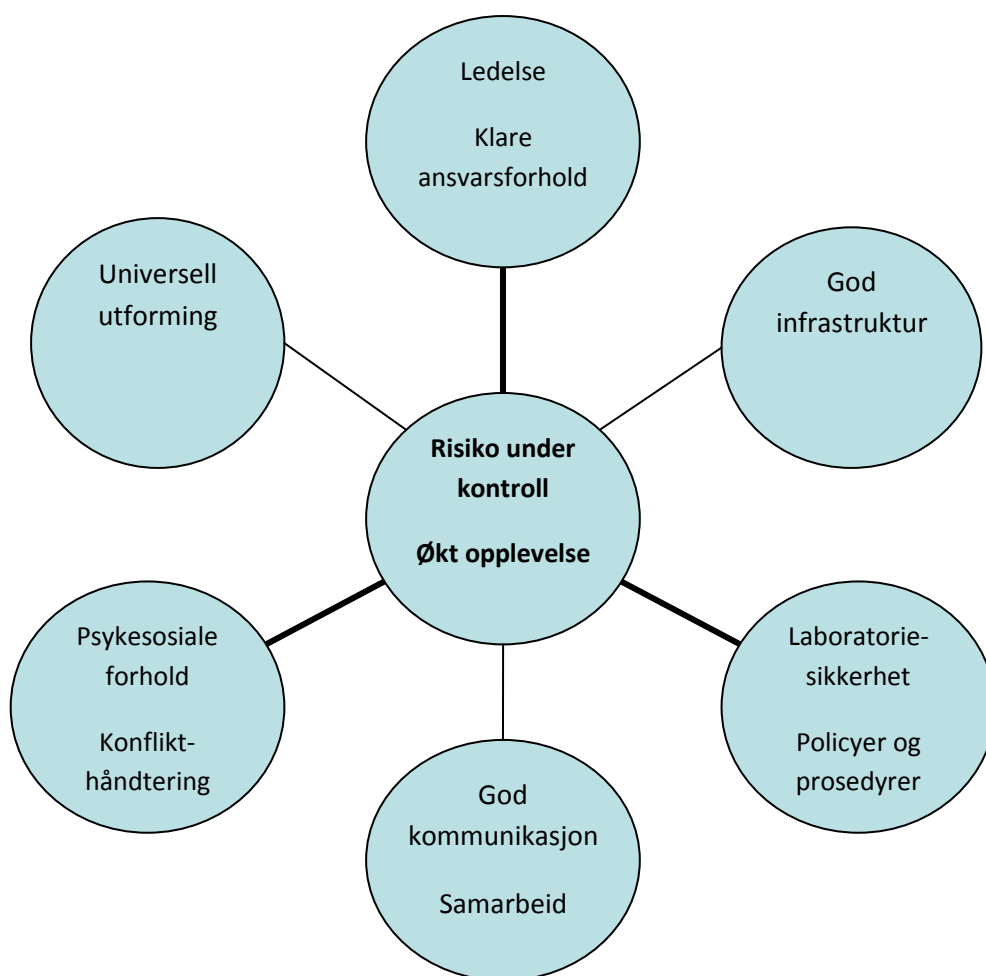 Ledelse
Klare
ansvarsforhold
Universell
utforming
God
infrastruktur
Risiko under
kontroll
Økt opplevelse
Psykesosiale
forhold
Konflikt-
håndtering
Laboratorie-
sikkerhet
Policyer og
prosedyrer
God
kommunikasjon
Samarbeid